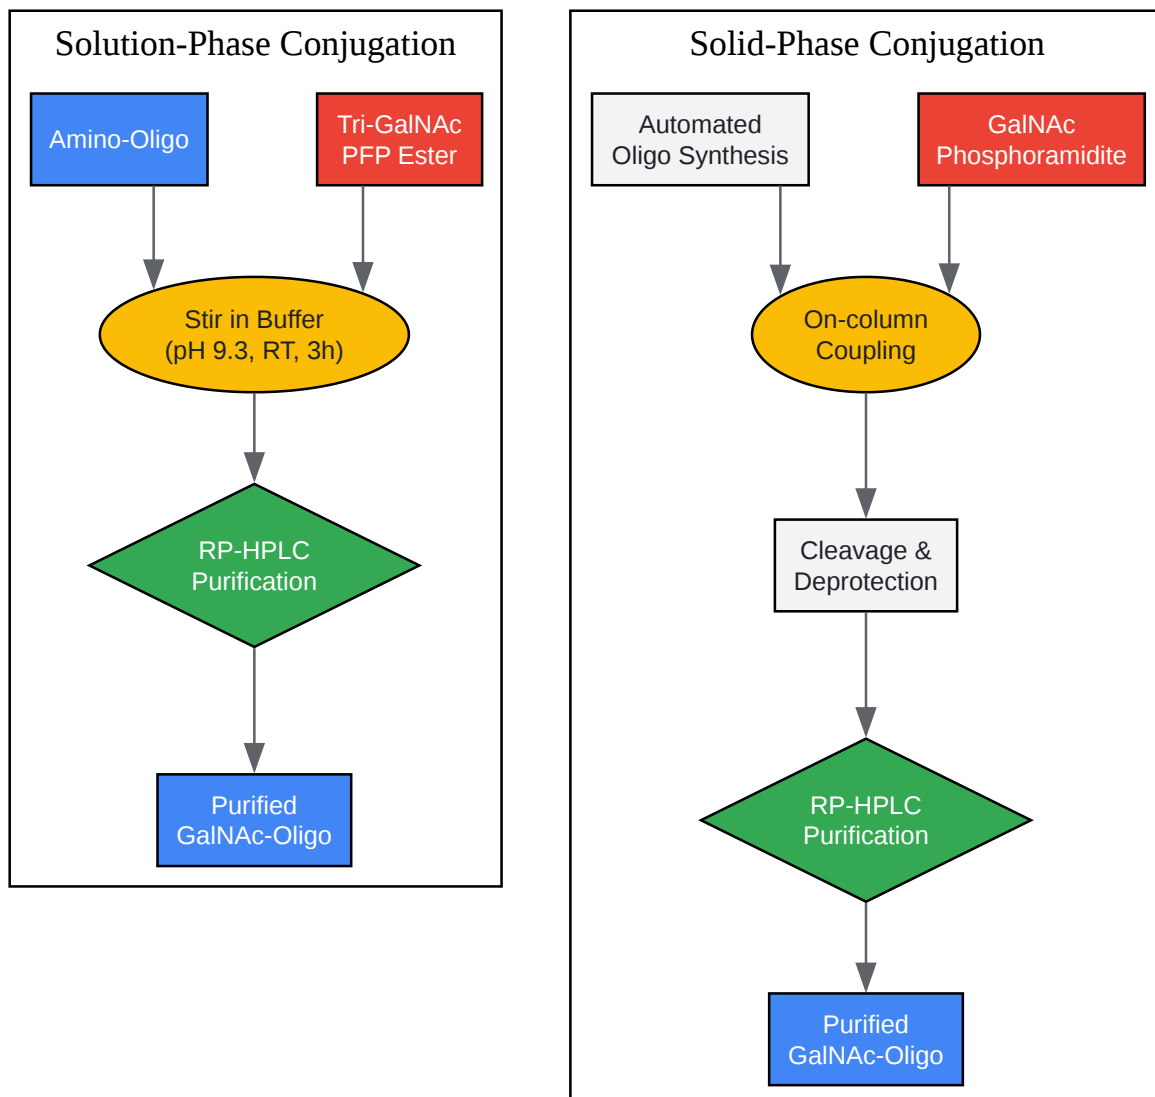 Solution-Phase Conjugation
Amino-Oligo
Tri-GalNAc
PFP Ester
Stir in Buffer
(pH 9.3, RT, 3h)
RP-HPLC
Purification
Purified
GalNAc-Oligo
Solid-Phase Conjugation
Automated
Oligo Synthesis
GalNAc
Phosphoramidite
On-column
Coupling
Cleavage &
Deprotection
RP-HPLC
Purification
Purified
GalNAc-Oligo